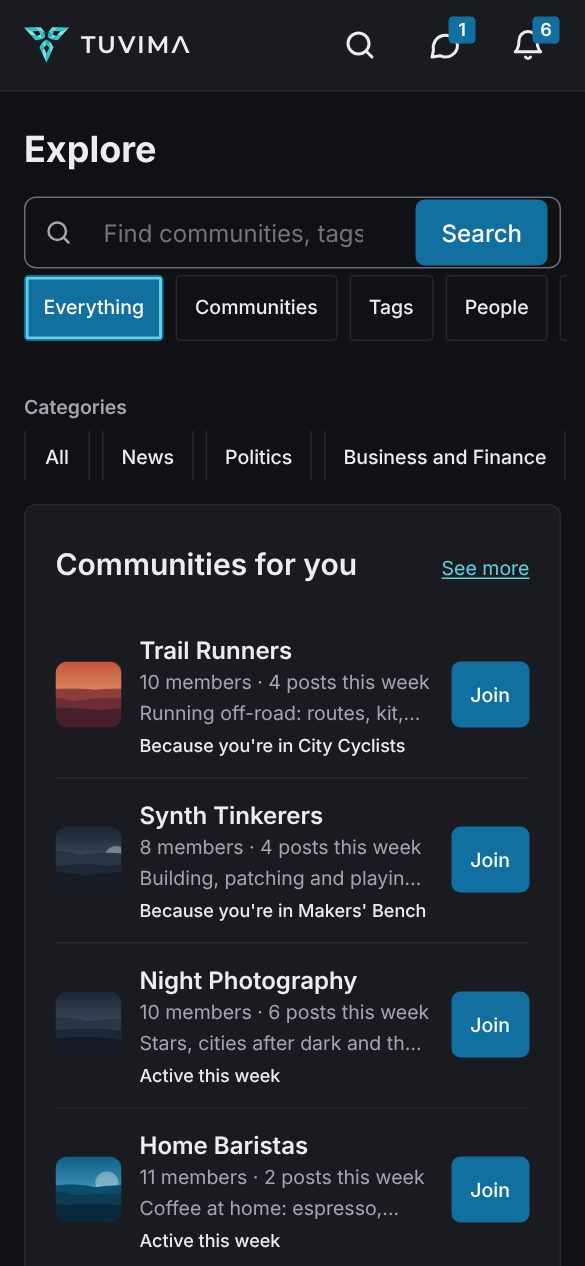 TUVIMA
1
6
Explore
Find communities, tags
Search
Everything
Communities
Tags
People
Categories
All
News
Politics
Business and Finance
Communities for you
See more
Trail Runners
10 members · 4 posts this week
Running off-road: routes, kit,...
Because you're in City Cyclists
Join
Synth Tinkerers
8 members · 4 posts this week
Building, patching and playin...
Because you're in Makers' Bench
Join
Night Photography
10 members · 6 posts this week
Stars, cities after dark and th...
Active this week
Join
Home Baristas
11 members · 2 posts this week
Coffee at home: espresso,...
Active this week
Join